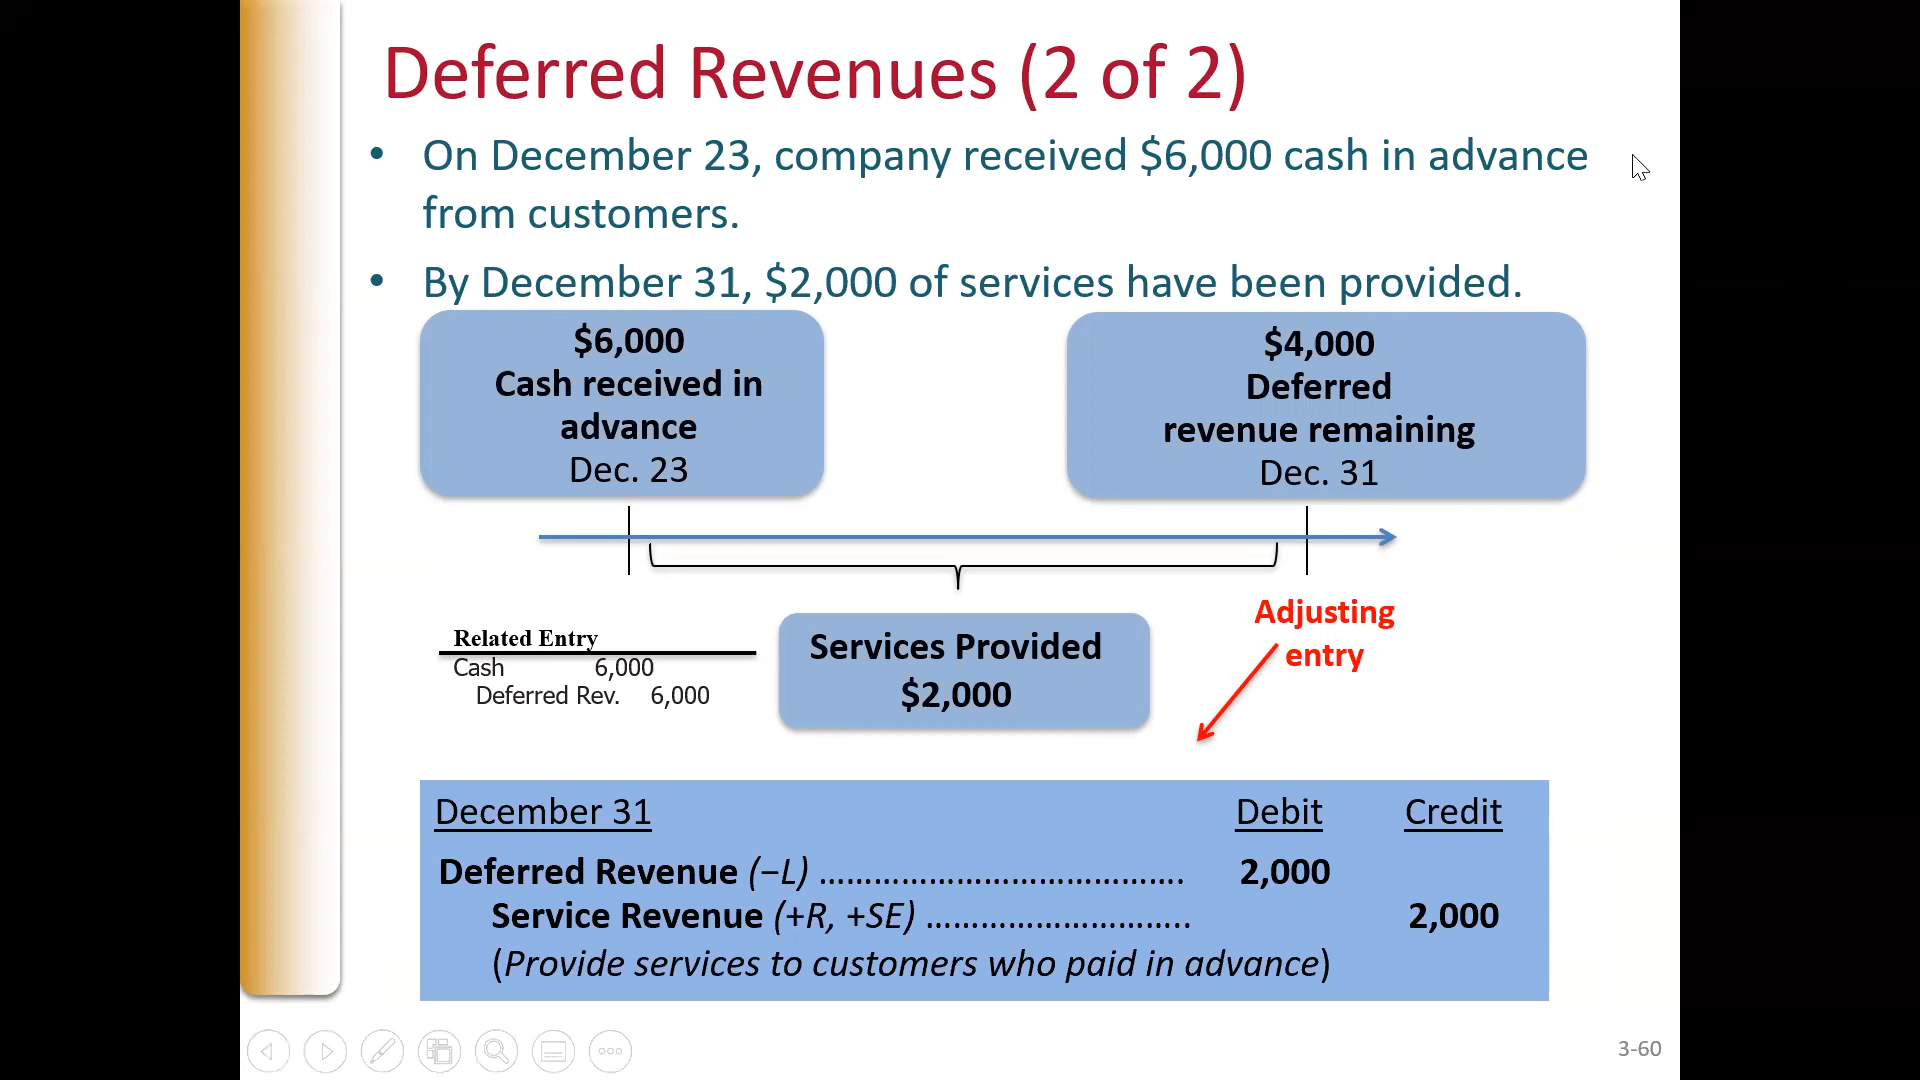 Deferred Revenues (2 of 2)
• On December 23, company received $6,000 cash in advance
from customers.
• By December 31, $2,000 of services have been provided.
$6,000
Cash received in
advance
Dec. 23
$4,000
Deferred
revenue remaining
Dec. 31
Related Entry
Cash 6,000
Deferred Rev. 6,000
Services Provided
$2,000
Adjusting
entry
December 31 Debit Credit
Deferred Revenue (−L) ………………………………… 2,000
Service Revenue (+R, +SE) ……………………….. 2,000
(Provide services to customers who paid in advance)
3-60